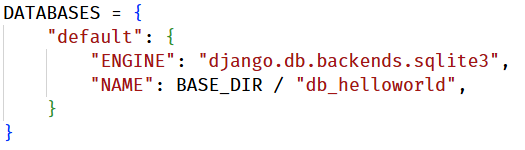 DATABASES = {
    "default": {
        "ENGINE": "django.db.backends.sqlite3",
        "NAME": BASE_DIR / "db_helloworld",
    }
}